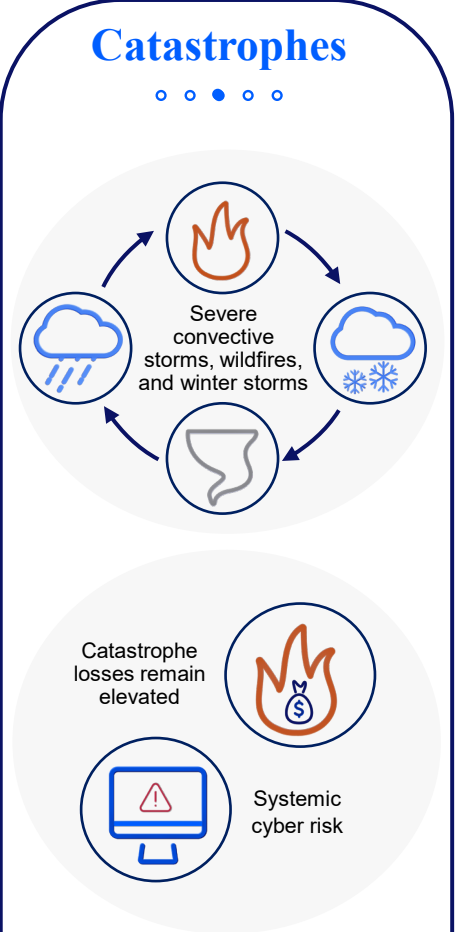 Catastrophes
Severe
convective
storms, wildfires,
and winter storms
Catastrophe
losses remain
elevated
$
!
Systemic
cyber risk